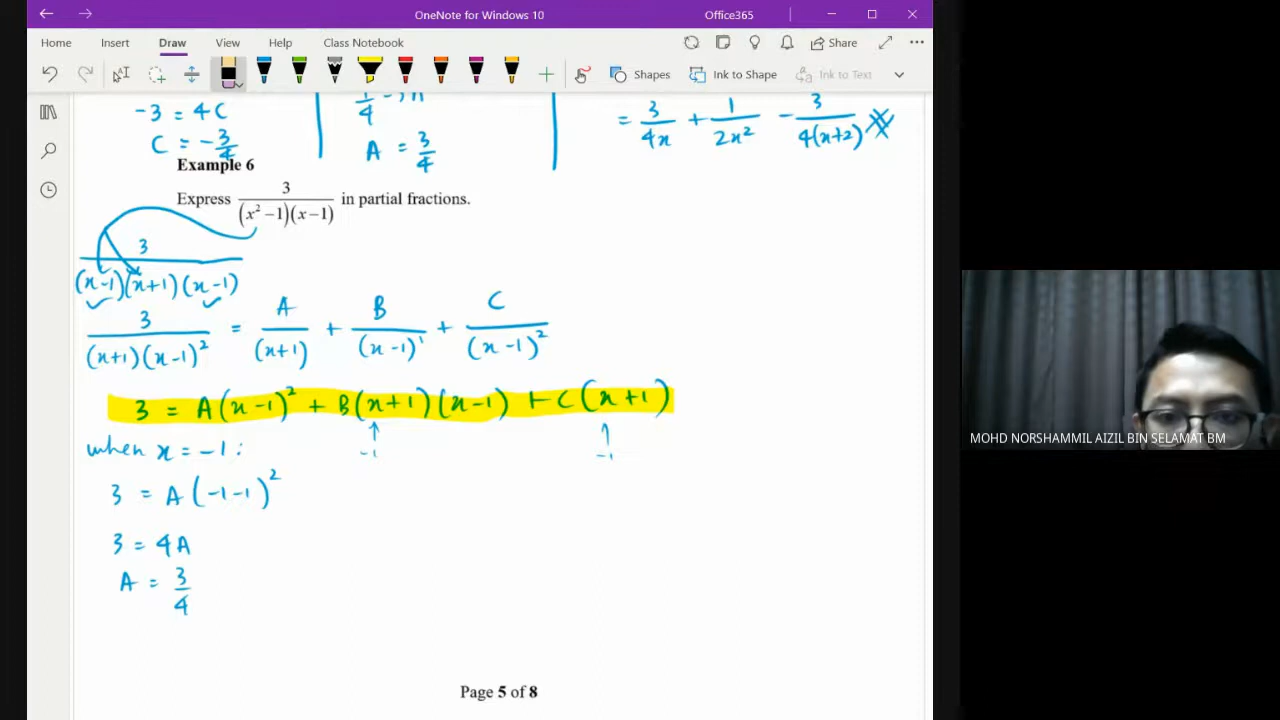 OneNote for Windows 10
Office365
Home Insert Draw View Help Class Notebook
Share
Shapes Ink to Shape Ink to Text
-3 = 4C
C = -3/4
A = 3/4
= 3/4x + 1/2x² - 3/4(x+2)
Example 6
Express 3/((x²-1)(x-1)) in partial fractions.
3/((x-1)(x+1)(x-1))
3/((x+1)(x-1)²) = A/(x+1) + B/(x-1)¹ + C/(x-1)²
3 = A(x-1)² + B(x+1)(x-1) + C(x+1)
when x = -1 :
-1
-1
3 = A(-1-1)²
3 = 4A
A = 3/4
Page 5 of 8
MOHD NORSHAMMIL AIZIL BIN SELAMAT BM